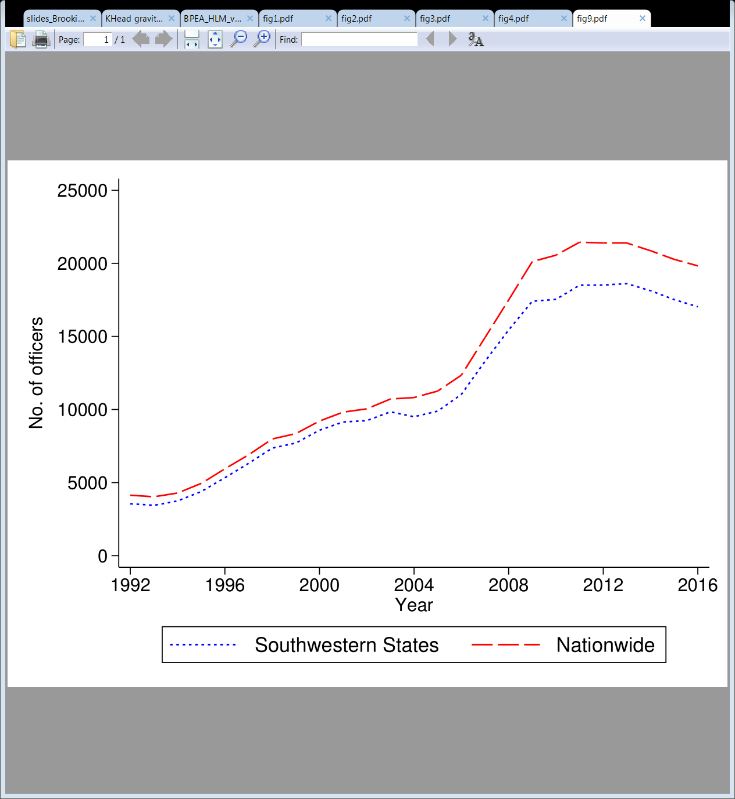 slides_Brooki... KHead gravit... BPEA_HLM_v... fig1.pdf fig2.pdf fig3.pdf fig4.pdf fig9.pdf
Page: 1 / 1 Find:
25000
20000
15000
10000
5000
0
No. of officers
1992 1996 2000 2004 2008 2012 2016
Year
Southwestern States Nationwide